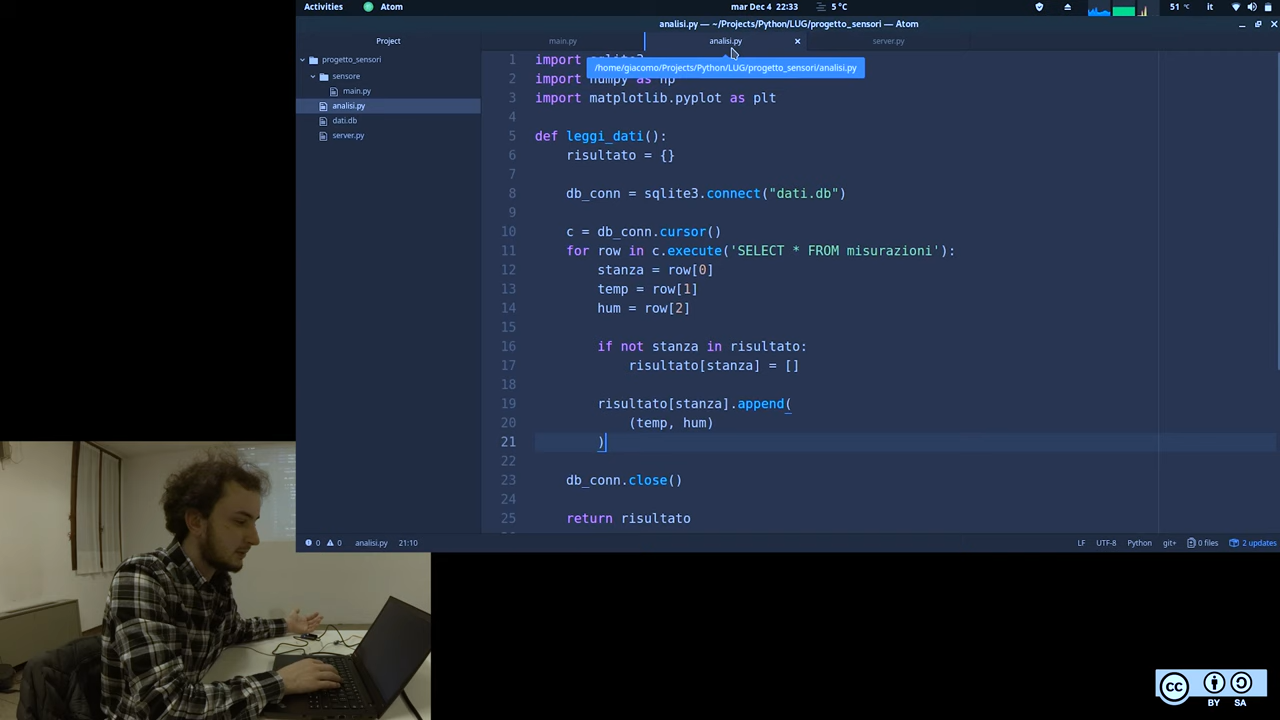 Activities Atom mar Dec 4 22:33 5 °C 51 °C it
analisi.py — ~/Projects/Python/LUG/progetto_sensori — Atom
Project
main.py analisi.py server.py
/home/giacomo/Projects/Python/LUG/progetto_sensori/analisi.py
progetto_sensori
sensore
main.py
analisi.py
dati.db
server.py
1 import sqlite3
2 import numpy as np
3 import matplotlib.pyplot as plt
4
5 def leggi_dati():
6 risultato = {}
7
8 db_conn = sqlite3.connect("dati.db")
9
10 c = db_conn.cursor()
11 for row in c.execute('SELECT * FROM misurazioni'):
12 stanza = row[0]
13 temp = row[1]
14 hum = row[2]
15
16 if not stanza in risultato:
17 risultato[stanza] = []
18
19 risultato[stanza].append(
20 (temp, hum)
21 )
22
23 db_conn.close()
24
25 return risultato
0 0 analisi.py 21:10 LF UTF-8 Python git+ 0 files 2 updates
cc BY SA